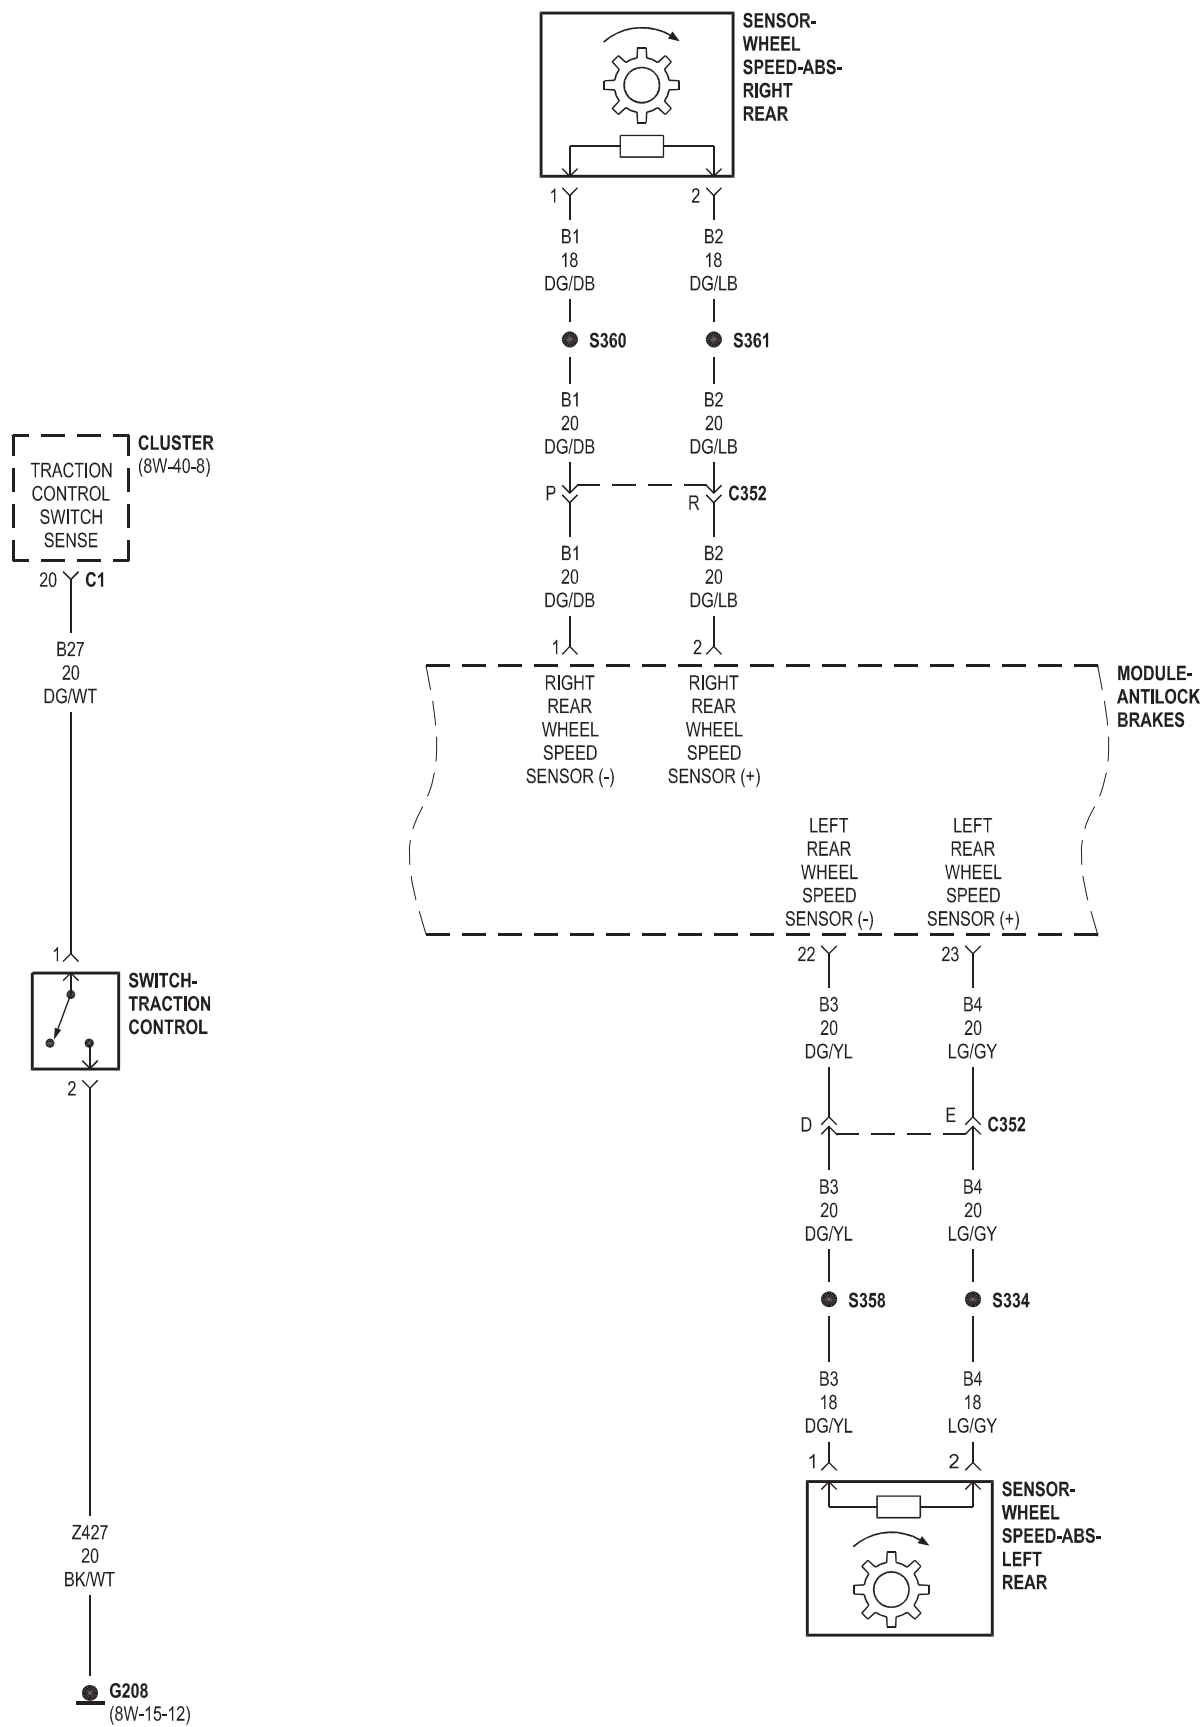 SENSOR-
WHEEL
SPEED-ABS-
RIGHT
REAR
1
2
B1
18
DG/DB
B2
18
DG/LB
S360
S361
B1
20
DG/DB
B2
20
DG/LB
P
R
C352
B1
20
DG/DB
B2
20
DG/LB
1
2
CLUSTER
(8W-40-8)
TRACTION
CONTROL
SWITCH
SENSE
20
C1
B27
20
DG/WT
1
SWITCH-
TRACTION
CONTROL
2
Z427
20
BK/WT
G208
(8W-15-12)
MODULE-
ANTILOCK
BRAKES
RIGHT
REAR
WHEEL
SPEED
SENSOR (-)
RIGHT
REAR
WHEEL
SPEED
SENSOR (+)
LEFT
REAR
WHEEL
SPEED
SENSOR (-)
LEFT
REAR
WHEEL
SPEED
SENSOR (+)
22
23
B3
20
DG/YL
B4
20
LG/GY
D
E
C352
B3
20
DG/YL
B4
20
LG/GY
S358
S334
B3
18
DG/YL
B4
18
LG/GY
1
2
SENSOR-
WHEEL
SPEED-ABS-
LEFT
REAR